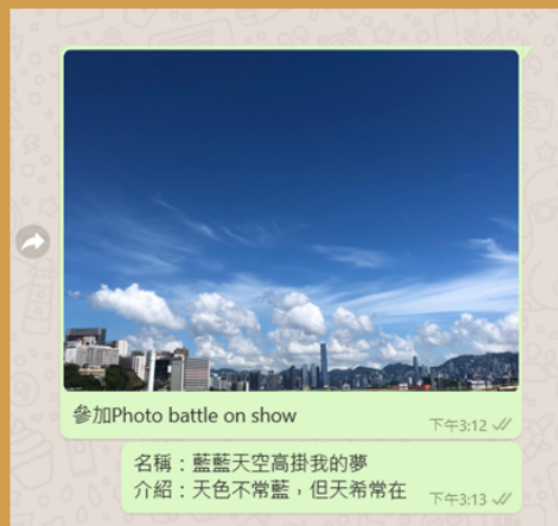 參加Photo battle on show
下午3:12
名稱：藍藍天空高掛我的夢
介紹：天色不常藍，但天希常在
下午3:13